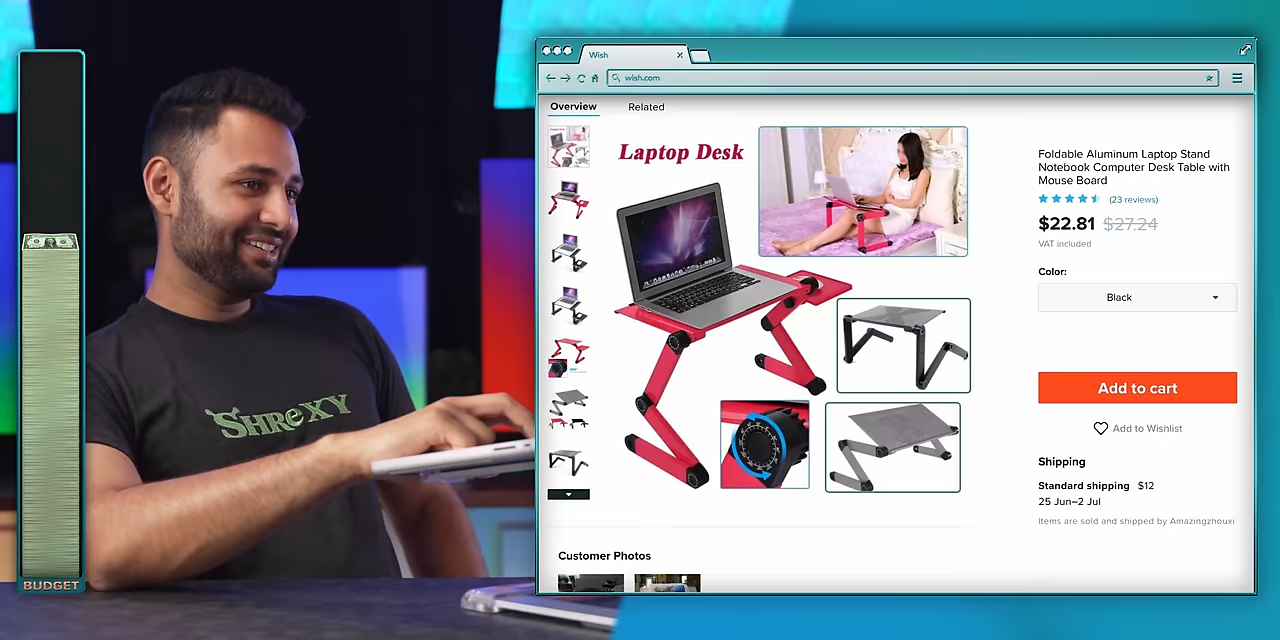 Wish
wish.com
Overview
Related
Laptop Desk
Foldable Aluminum Laptop Stand
Notebook Computer Desk Table with
Mouse Board
(23 reviews)
$22.81 $27.24
VAT included
Color:
Black
Add to cart
Add to Wishlist
Shipping
Standard shipping $12
25 Jun–2 Jul
Items are sold and shipped by Amazingzhouxi
Customer Photos
SHREXY
BUDGET